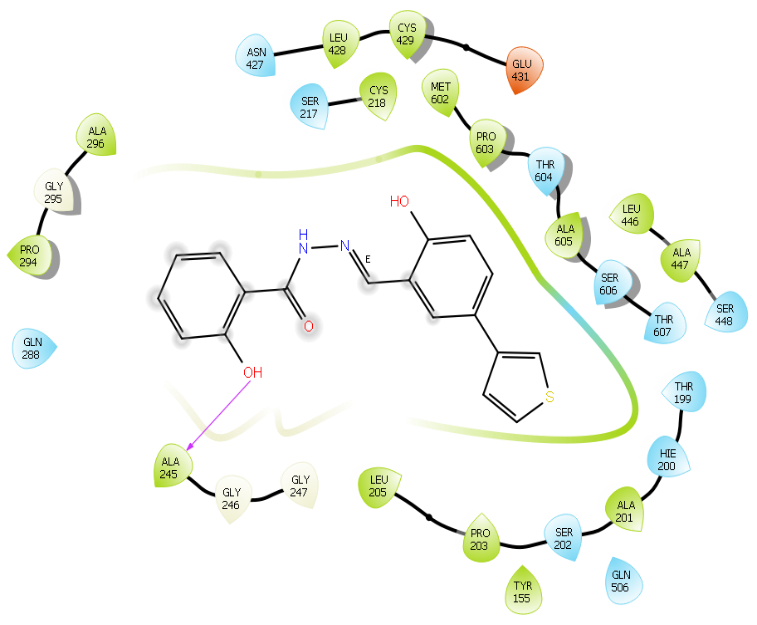 CYS
429
LEU
428
ASN
427
GLU
431
MET
602
CYS
218
SER
217
ALA
296
PRO
603
THR
604
GLY
295
HO
LEU
446
ALA
605
H
N
N
E
PRO
294
ALA
447
SER
606
SER
448
O
THR
607
GLN
288
OH
THR
199
S
HIE
200
ALA
245
LEU
205
GLY
247
GLY
246
ALA
201
PRO
203
SER
202
GLN
506
TYR
155